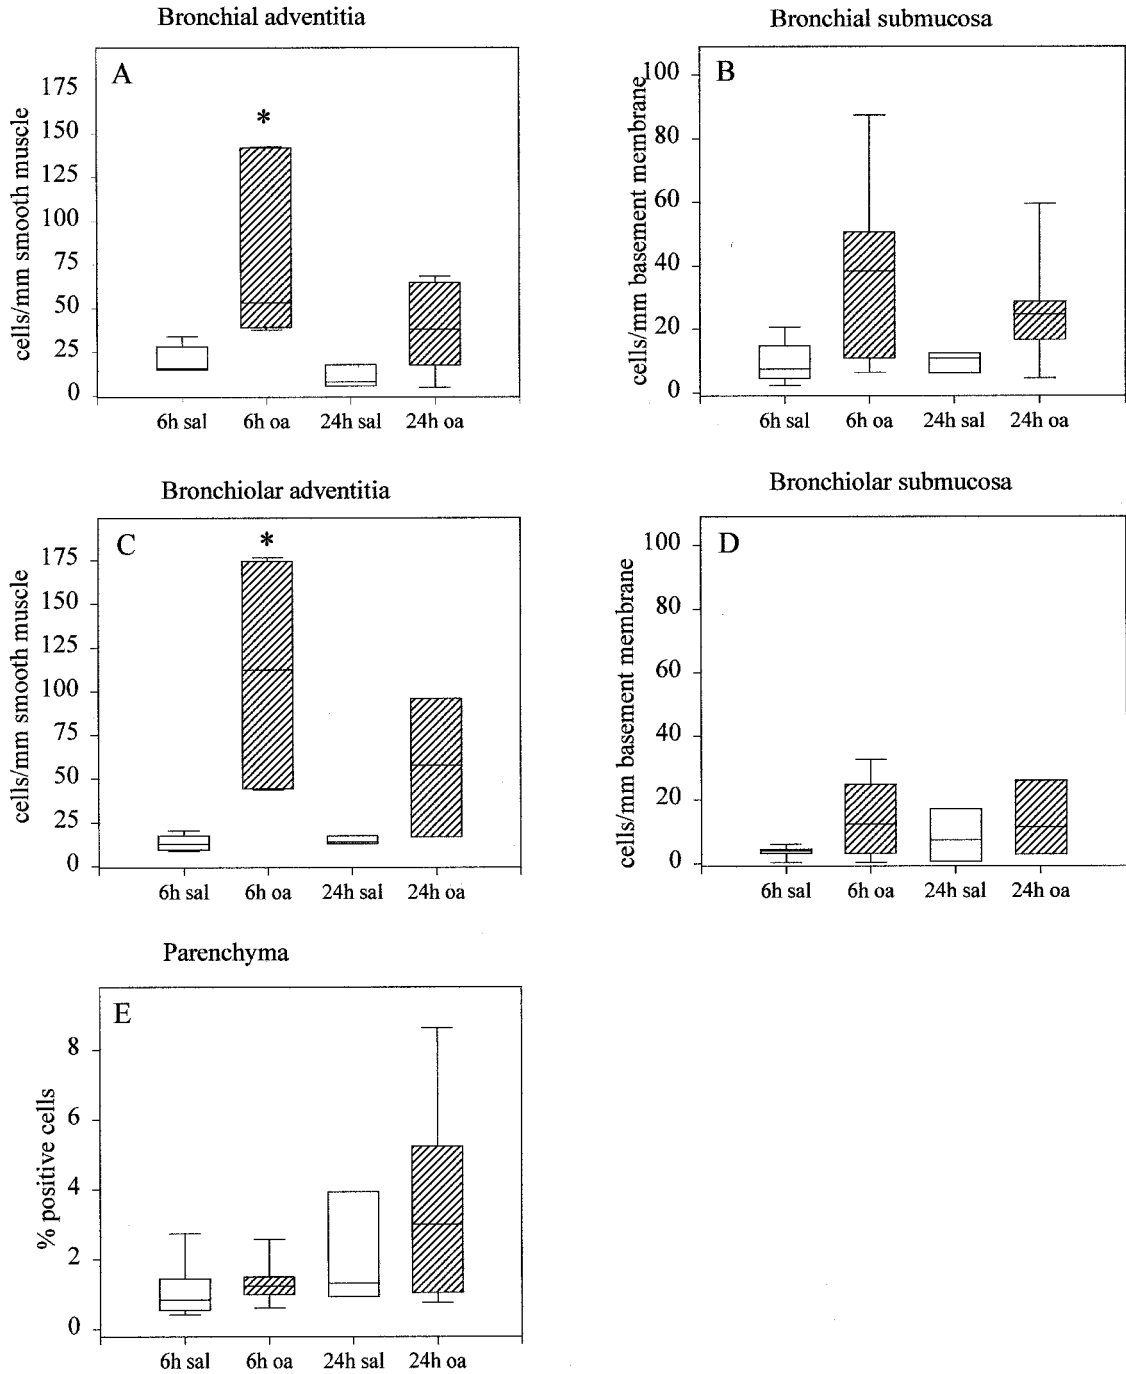 Bronchial adventitia
A
*
175
150
125
100
75
50
25
0
cells/mm smooth muscle
6h sal 6h oa 24h sal 24h oa
Bronchial submucosa
B
100
80
60
40
20
0
cells/mm basement membrane
6h sal 6h oa 24h sal 24h oa
Bronchiolar adventitia
C
*
175
150
125
100
75
50
25
0
cells/mm smooth muscle
6h sal 6h oa 24h sal 24h oa
Bronchiolar submucosa
D
100
80
60
40
20
0
cells/mm basement membrane
6h sal 6h oa 24h sal 24h oa
Parenchyma
E
8
6
4
2
0
% positive cells
6h sal 6h oa 24h sal 24h oa